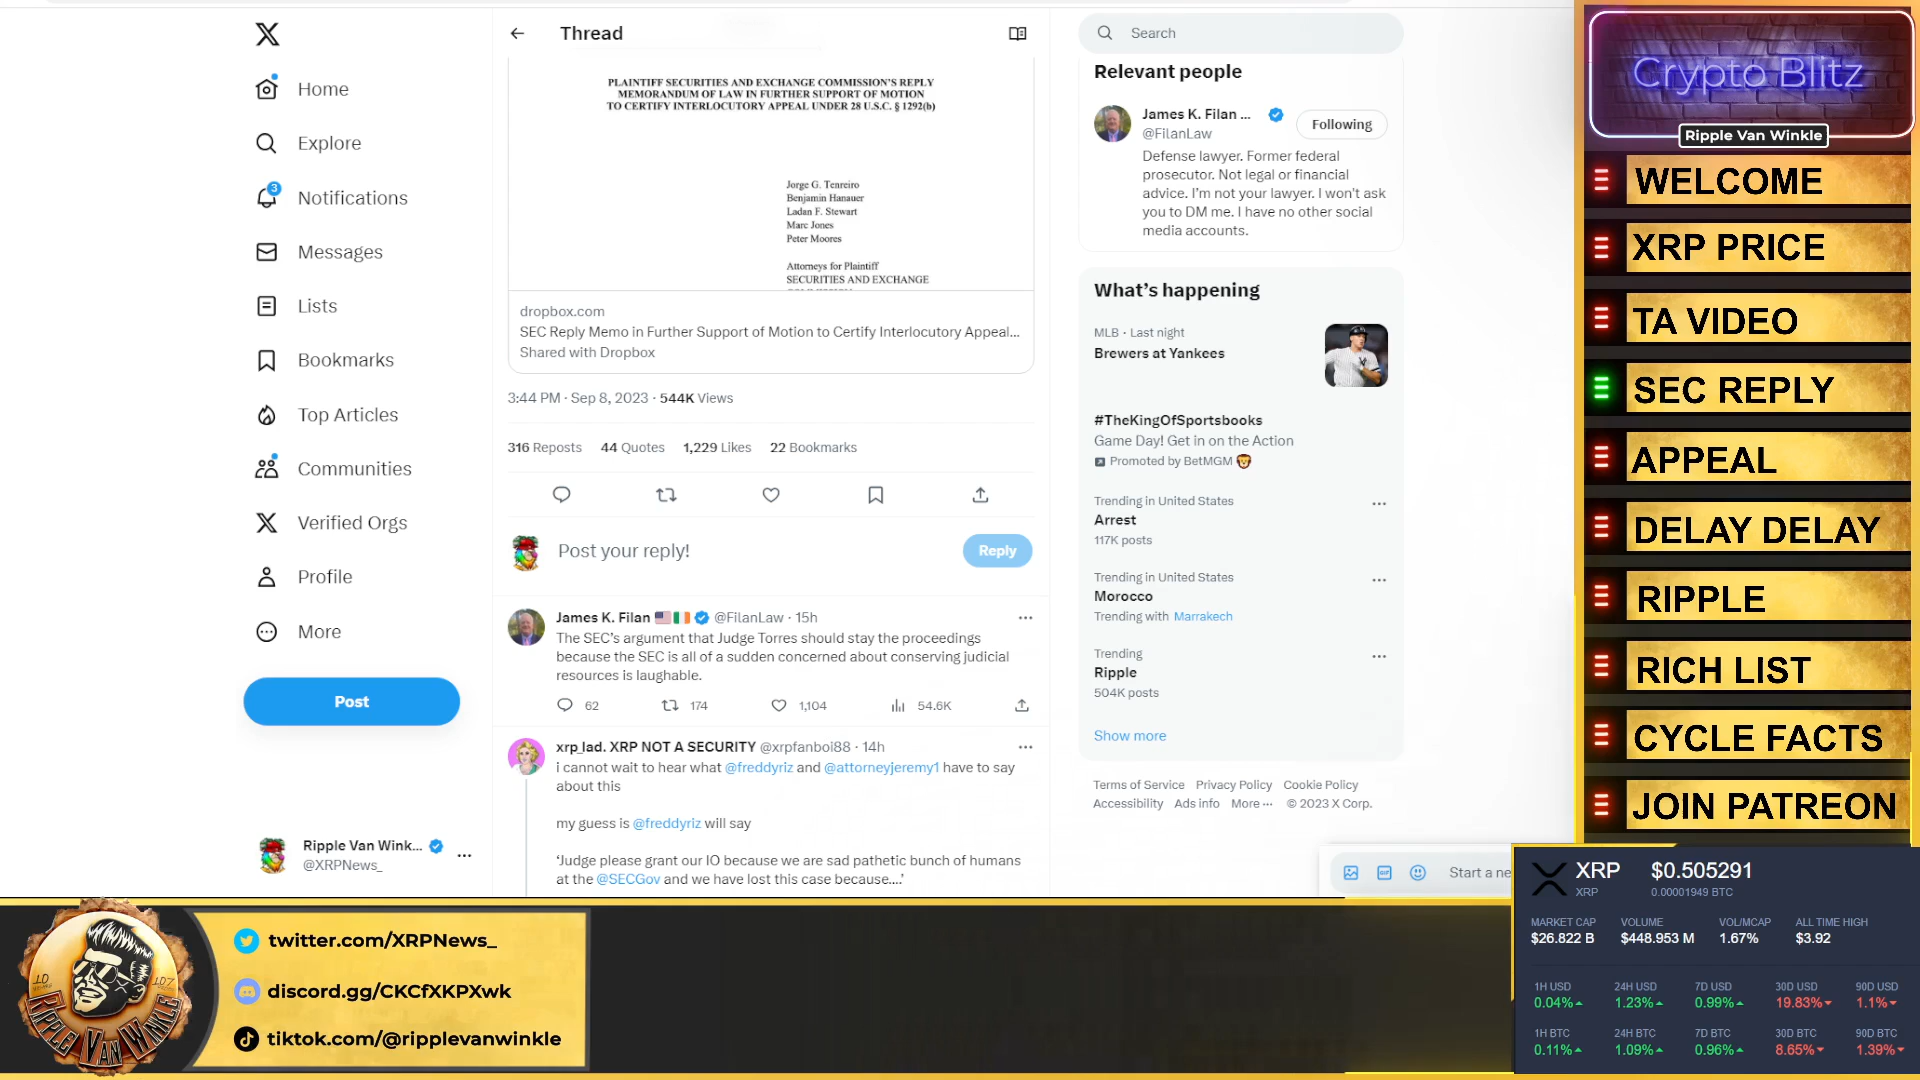 Thread
Search
Home
Explore
3
Notifications
Messages
Lists
Bookmarks
Top Articles
Communities
Verified Orgs
Profile
More
Post
Ripple Van Wink...
@XRPNews_
PLAINTIFF SECURITIES AND EXCHANGE COMMISSION'S REPLY
MEMORANDUM OF LAW IN FURTHER SUPPORT OF MOTION
TO CERTIFY INTERLOCUTORY APPEAL UNDER 28 U.S.C. § 1292(b)
Jorge G. Tenreiro
Benjamin Hanauer
Ladan F. Stewart
Marc Jones
Peter Moores
Attorneys for Plaintiff
SECURITIES AND EXCHANGE
dropbox.com
SEC Reply Memo in Further Support of Motion to Certify Interlocutory Appeal...
Shared with Dropbox
3:44 PM · Sep 8, 2023 · 544K Views
316 Reposts 44 Quotes 1,229 Likes 22 Bookmarks
Post your reply!
Reply
James K. Filan @FilanLaw · 15h
The SEC's argument that Judge Torres should stay the proceedings
because the SEC is all of a sudden concerned about conserving judicial
resources is laughable.
62 174 1,104 54.6K
xrp_lad. XRP NOT A SECURITY @xrpfanboi88 · 14h
i cannot wait to hear what @freddyriz and @attorneyjeremy1 have to say
about this
my guess is @freddyriz will say
'Judge please grant our IO because we are sad pathetic bunch of humans
at the @SECGov and we have lost this case because....'
Relevant people
James K. Filan ...
@FilanLaw
Following
Defense lawyer. Former federal
prosecutor. Not legal or financial
advice. I'm not your lawyer. I won't ask
you to DM me. I have no other social
media accounts.
What's happening
MLB · Last night
Brewers at Yankees
#TheKingOfSportsbooks
Game Day! Get in on the Action
Promoted by BetMGM
Trending in United States
Arrest
117K posts
Trending in United States
Morocco
Trending with Marrakech
Trending
Ripple
504K posts
Show more
Terms of Service Privacy Policy Cookie Policy
Accessibility Ads info More ··· © 2023 X Corp.
GIF
Start a ne
Crypto Blitz
Ripple Van Winkle
WELCOME
XRP PRICE
TA VIDEO
SEC REPLY
APPEAL
DELAY DELAY
RIPPLE
RICH LIST
CYCLE FACTS
JOIN PATREON
XRP $0.505291
XRP 0.00001949 BTC
MARKET CAP VOLUME VOL/MCAP ALL TIME HIGH
$26.822 B $448.953 M 1.67% $3.92
1H USD 24H USD 7D USD 30D USD 90D USD
0.04% 1.23% 0.99% 19.83% 1.1%
1H BTC 24H BTC 7D BTC 30D BTC 90D BTC
0.11% 1.09% 0.96% 8.65% 1.39%
RIPPLE VAN WINKLE
twitter.com/XRPNews_
discord.gg/CKCfXKPXwk
tiktok.com/@ripplevanwinkle